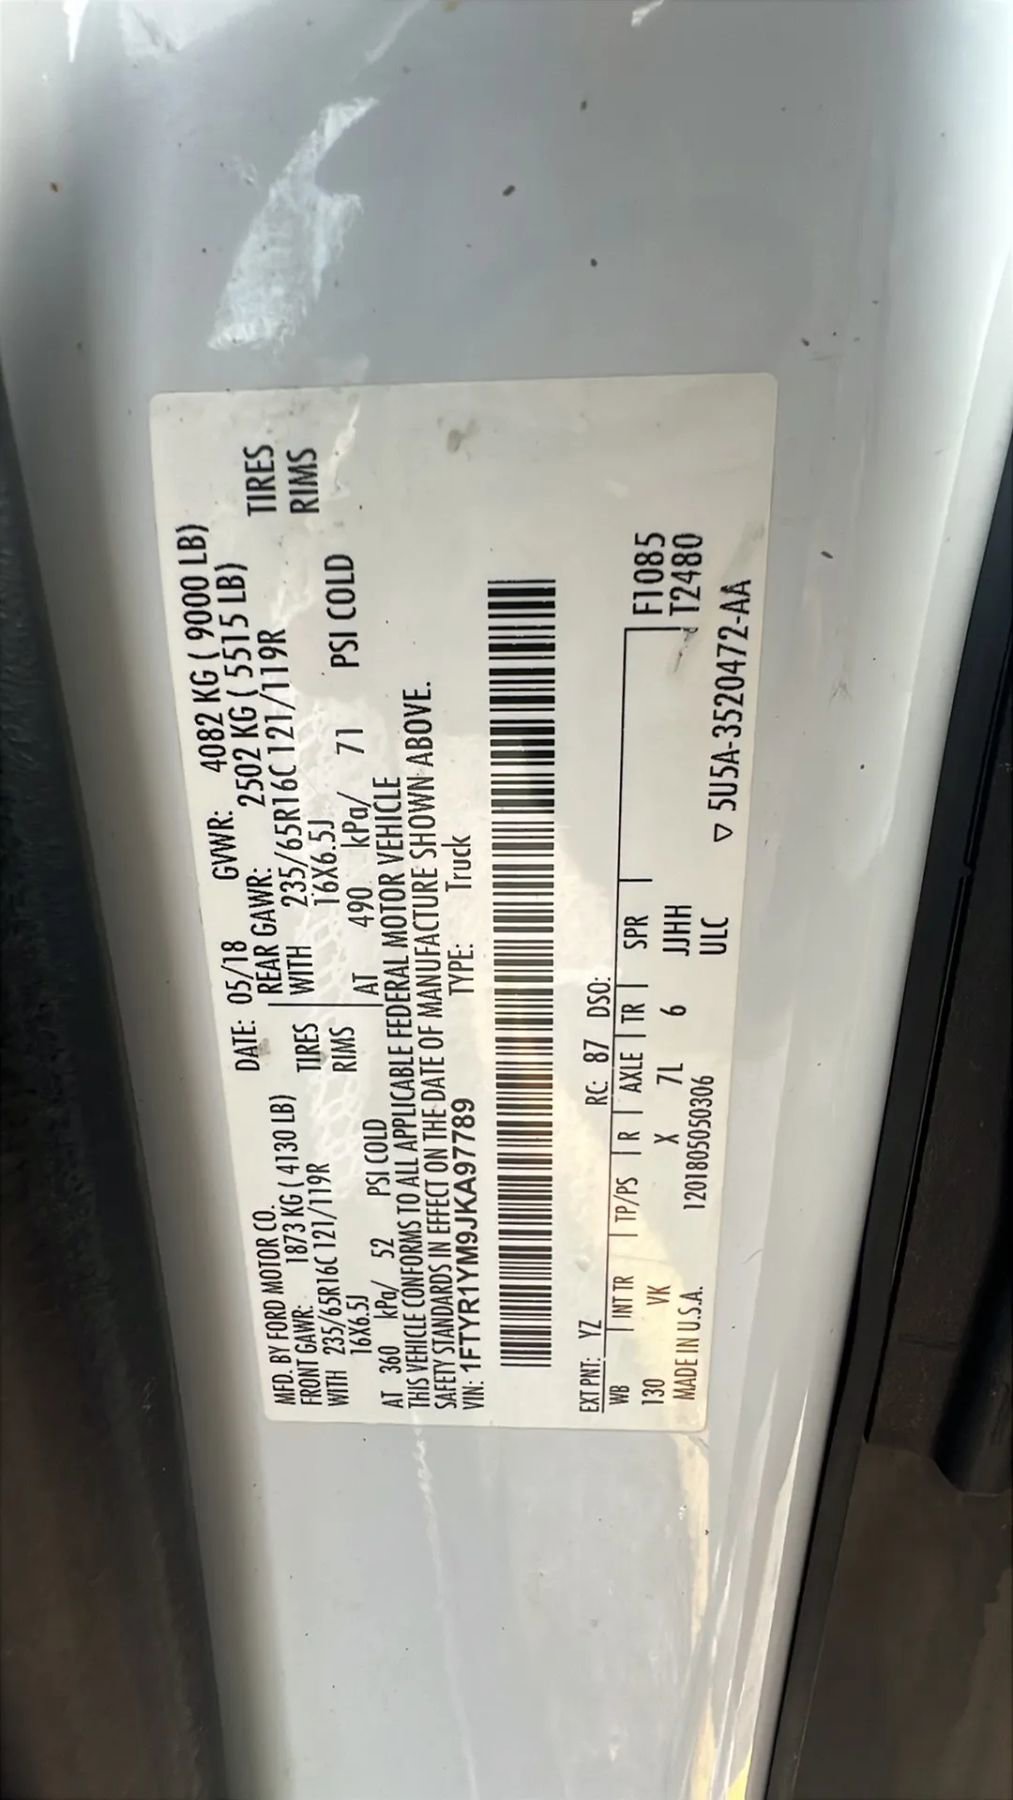 MFD. BY FORD MOTOR CO. DATE: 05/18 GVWR: 4082 KG ( 9000 LB)
FRONT GAWR: 1873 KG ( 4130 LB) REAR GAWR: 2502 KG ( 5515 LB)
WITH 235/65R16C 121/119R TIRES WITH 235/65R16C 121/119R TIRES
16X6.5J RIMS 16X6.5J RIMS
AT 360 kPa/ 52 PSI COLD AT 490 kPa/ 71 PSI COLD
THIS VEHICLE CONFORMS TO ALL APPLICABLE FEDERAL MOTOR VEHICLE
SAFETY STANDARDS IN EFFECT ON THE DATE OF MANUFACTURE SHOWN ABOVE.
VIN: 1FTYR1YM9JKA97789 TYPE: Truck
EXT PNT: YZ RC: 87 DSO:
WB INT TR TP/PS R AXLE TR SPR F1085
130 VK X 7L 6 JJHH T2480
MADE IN U.S.A. 1201805050306 ULC
▽ 5U5A-3520472-AA